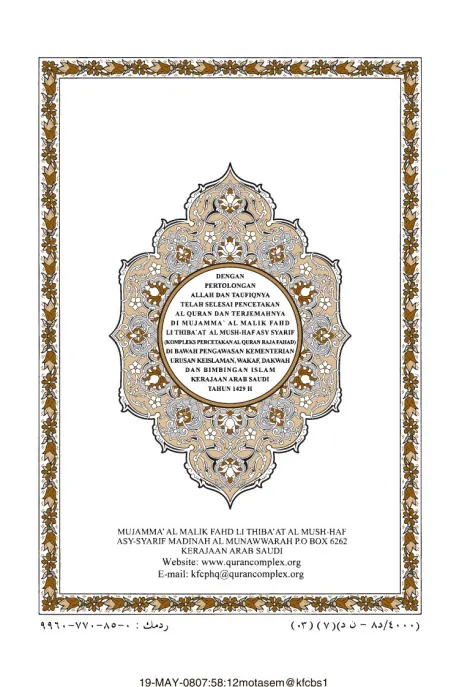 DENGAN
PERTOLONGAN
ALLAH DAN TAUFIQNYA
TELAH SELESAI PENCETAKAN
AL QURAN DAN TERJEMAHNYA
DI MUJAMMA` AL MALIK FAHD
LI THIBA'AT AL MUSH-HAF ASY SYARIF
(KOMPLEKS PERCETAKAN AL QURAN RAJA FAHAD)
DI BAWAH PENGAWASAN KEMENTERIAN
URUSAN KEISLAMAN, WAKAF, DAKWAH
DAN BIMBINGAN ISLAM
KERAJAAN ARAB SAUDI
TAHUN 1429 H
MUJAMMA' AL MALIK FAHD LI THIBA'AT AL MUSH-HAF
ASY-SYARIF MADINAH AL MUNAWWARAH P.O BOX 6262
KERAJAAN ARAB SAUDI
Website: www.qurancomplex.org
E-mail: kfcphq@qurancomplex.org
ردمك : ٠-٨٥-٧٧٠-٩٩٦٠
(٠٣) (٧) (٤٠٠٠/٨٥ - ن د)
19-MAY-0807:58:12motasem@kfcbs1